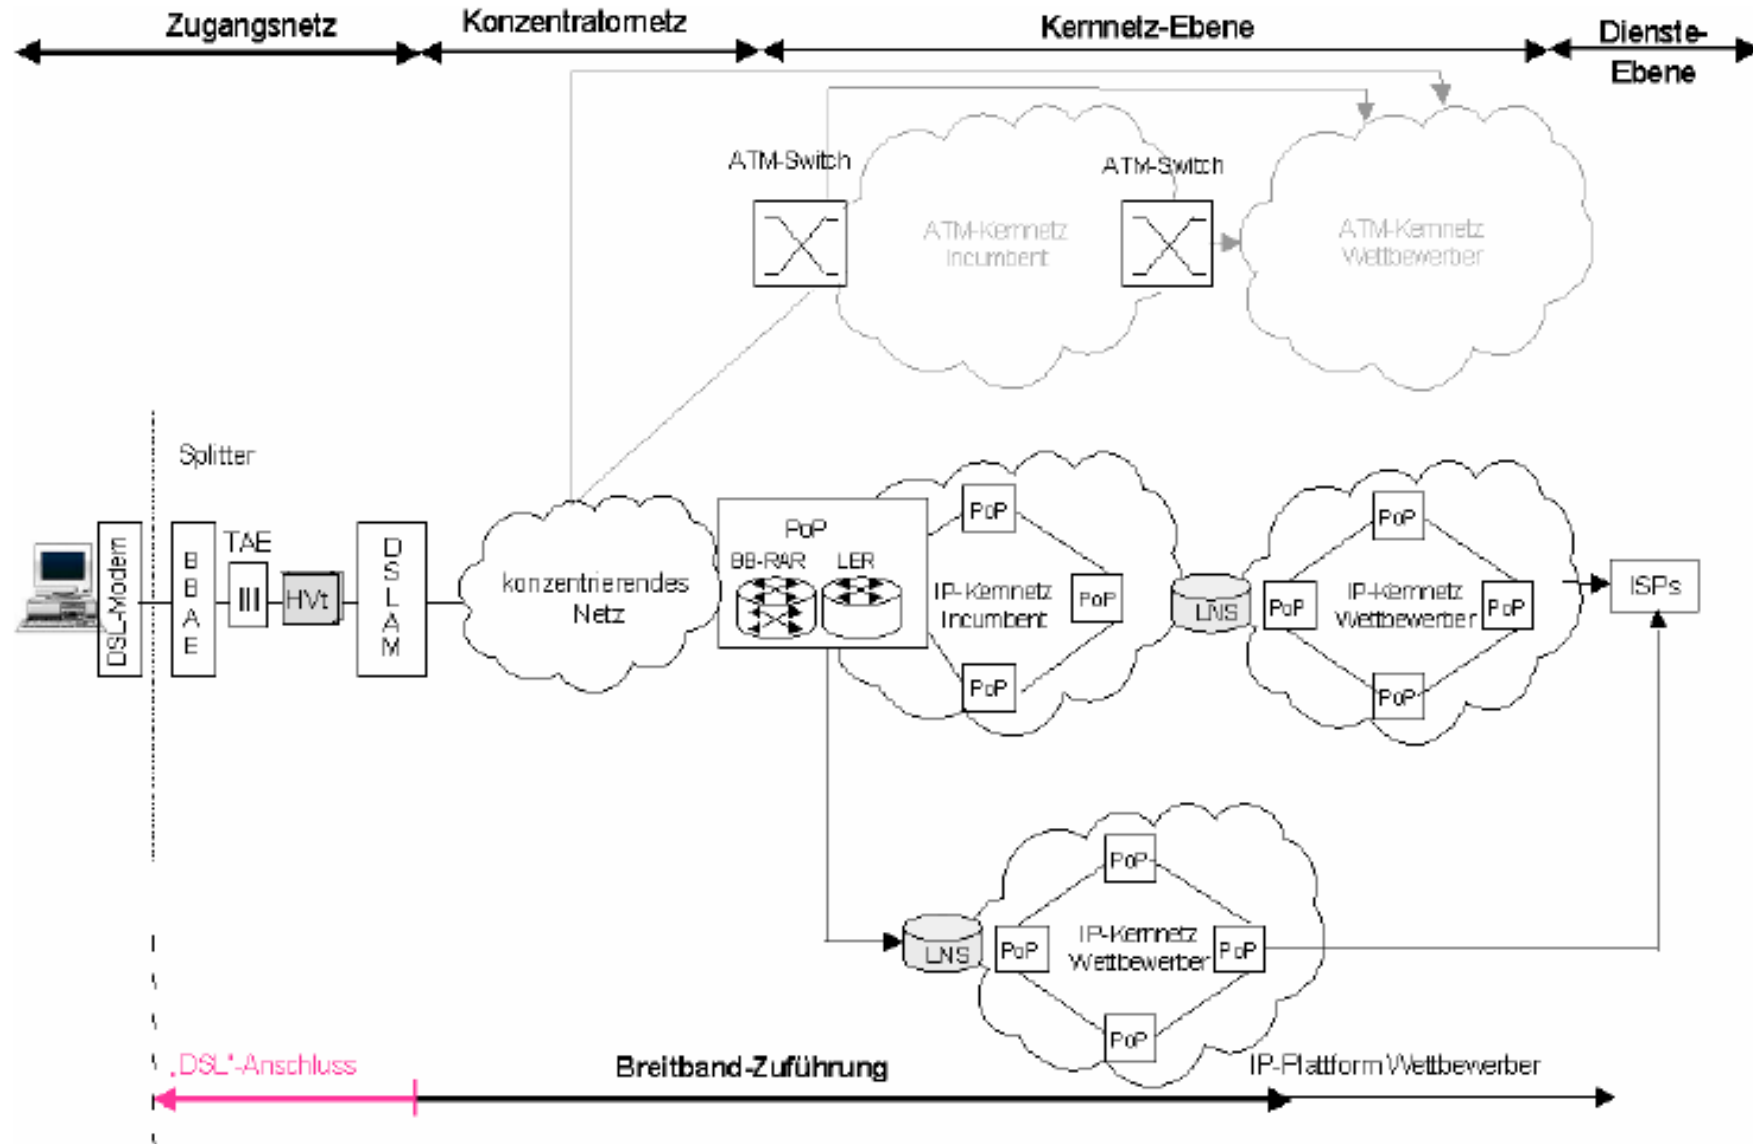 Zugangsnetz
Konzentratornetz
Kernnetz-Ebene
Dienste-
Ebene
ATM-Switch
ATM-Switch
ATM-Kernnetz
Incumbent
ATM-Kernnetz
Wettbewerber
Splitter
DSL-Modem
BBAE
TAE
HVt
DSLAM
konzentrierendes
Netz
PoP
BB-RAR
LER
PoP
IP-Kernnetz
Incumbent
PoP
PoP
LNS
PoP
PoP
IP-Kernnetz
Wettbewerber
PoP
PoP
ISPs
LNS
PoP
PoP
IP-Kernnetz
Wettbewerber
PoP
PoP
„DSL“-Anschluss
Breitband-Zuführung
IP-Plattform Wettbewerber